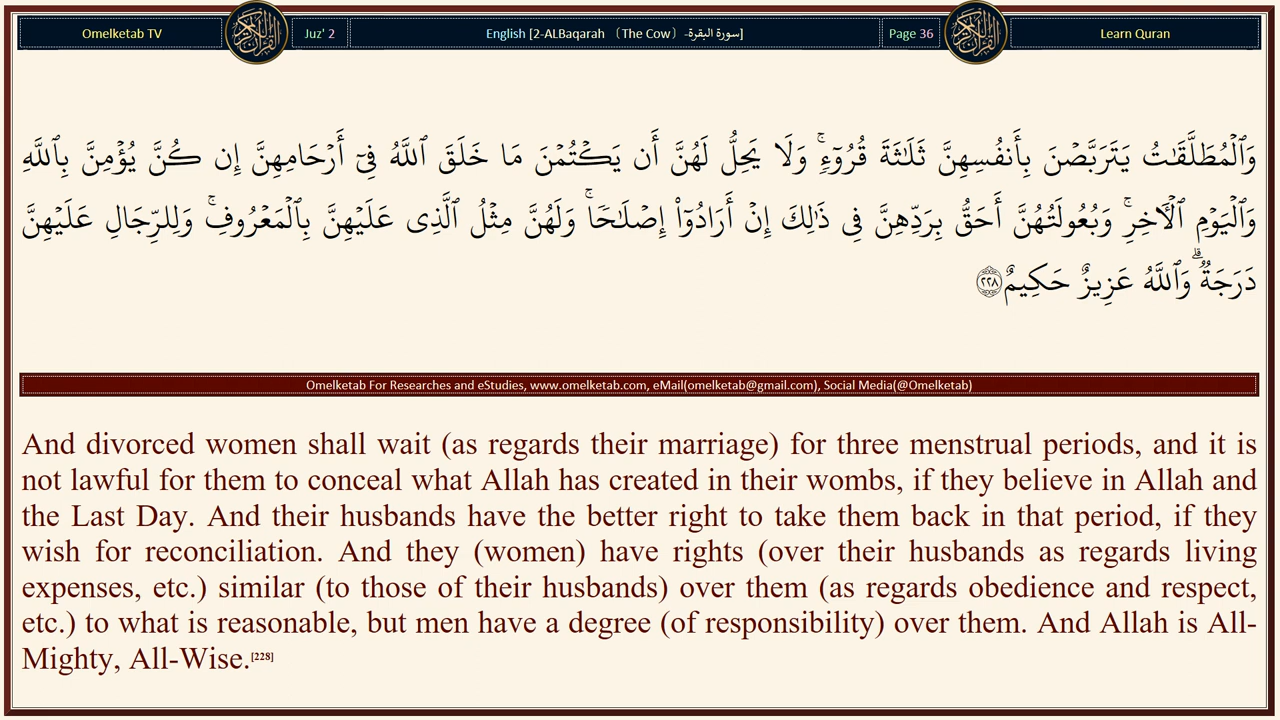 Omelketab TV
Juz' 2
English [2-ALBaqarah (The Cow) -سورة البقرة]
Page 36
Learn Quran
وَٱلْمُطَلَّقَٰتُ يَتَرَبَّصْنَ بِأَنفُسِهِنَّ ثَلَٰثَةَ قُرُوٓءٍ ۚ وَلَا يَحِلُّ لَهُنَّ أَن يَكْتُمْنَ مَا خَلَقَ ٱللَّهُ فِىٓ أَرْحَامِهِنَّ إِن كُنَّ يُؤْمِنَّ بِٱللَّهِ
وَٱلْيَوْمِ ٱلْءَاخِرِ ۚ وَبُعُولَتُهُنَّ أَحَقُّ بِرَدِّهِنَّ فِى ذَٰلِكَ إِنْ أَرَادُوٓا۟ إِصْلَٰحًا ۚ وَلَهُنَّ مِثْلُ ٱلَّذِى عَلَيْهِنَّ بِٱلْمَعْرُوفِ ۚ وَلِلرِّجَالِ عَلَيْهِنَّ
دَرَجَةٌ ۗ وَٱللَّهُ عَزِيزٌ حَكِيمٌ ٢٢٨
Omelketab For Researches and eStudies, www.omelketab.com, eMail(omelketab@gmail.com), Social Media(@Omelketab)
And divorced women shall wait (as regards their marriage) for three menstrual periods, and it is
not lawful for them to conceal what Allah has created in their wombs, if they believe in Allah and
the Last Day. And their husbands have the better right to take them back in that period, if they
wish for reconciliation. And they (women) have rights (over their husbands as regards living
expenses, etc.) similar (to those of their husbands) over them (as regards obedience and respect,
etc.) to what is reasonable, but men have a degree (of responsibility) over them. And Allah is All-
Mighty, All-Wise.[228]